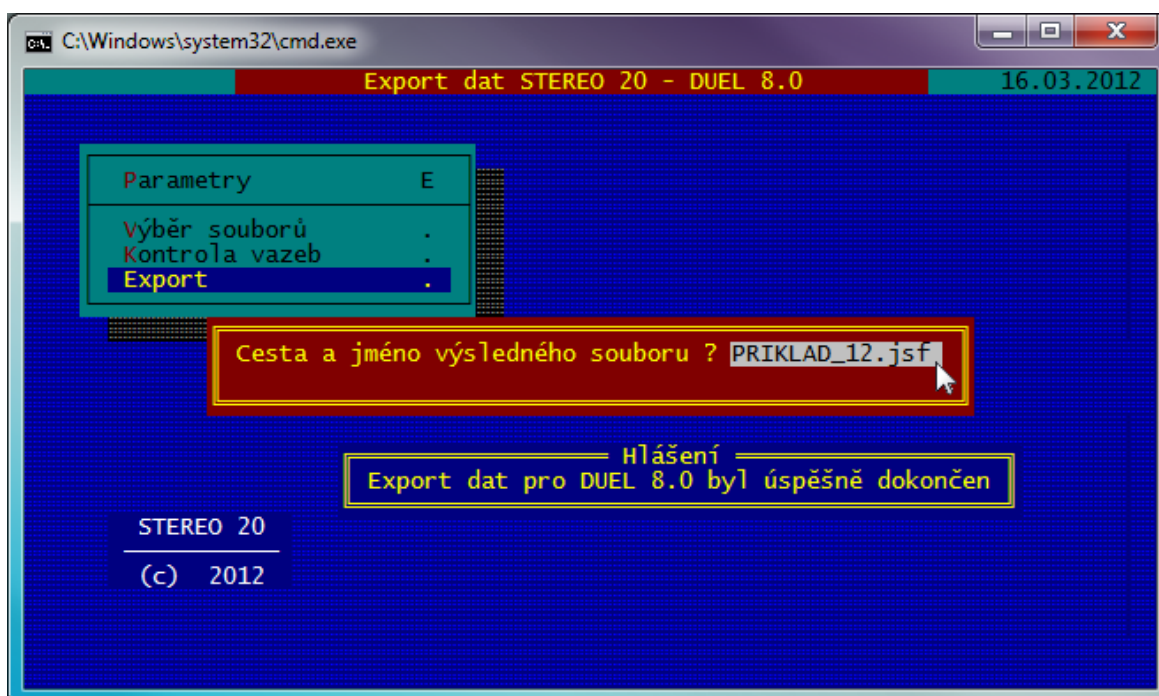 C:\Windows\system32\cmd.exe
Export dat STEREO 20 - DUEL 8.0 16.03.2012
Parametry E
Výběr souborů .
Kontrola vazeb .
Export .
Cesta a jméno výsledného souboru ? PRIKLAD_12.jsf
Hlášení
Export dat pro DUEL 8.0 byl úspěšně dokončen
STEREO 20
(c) 2012